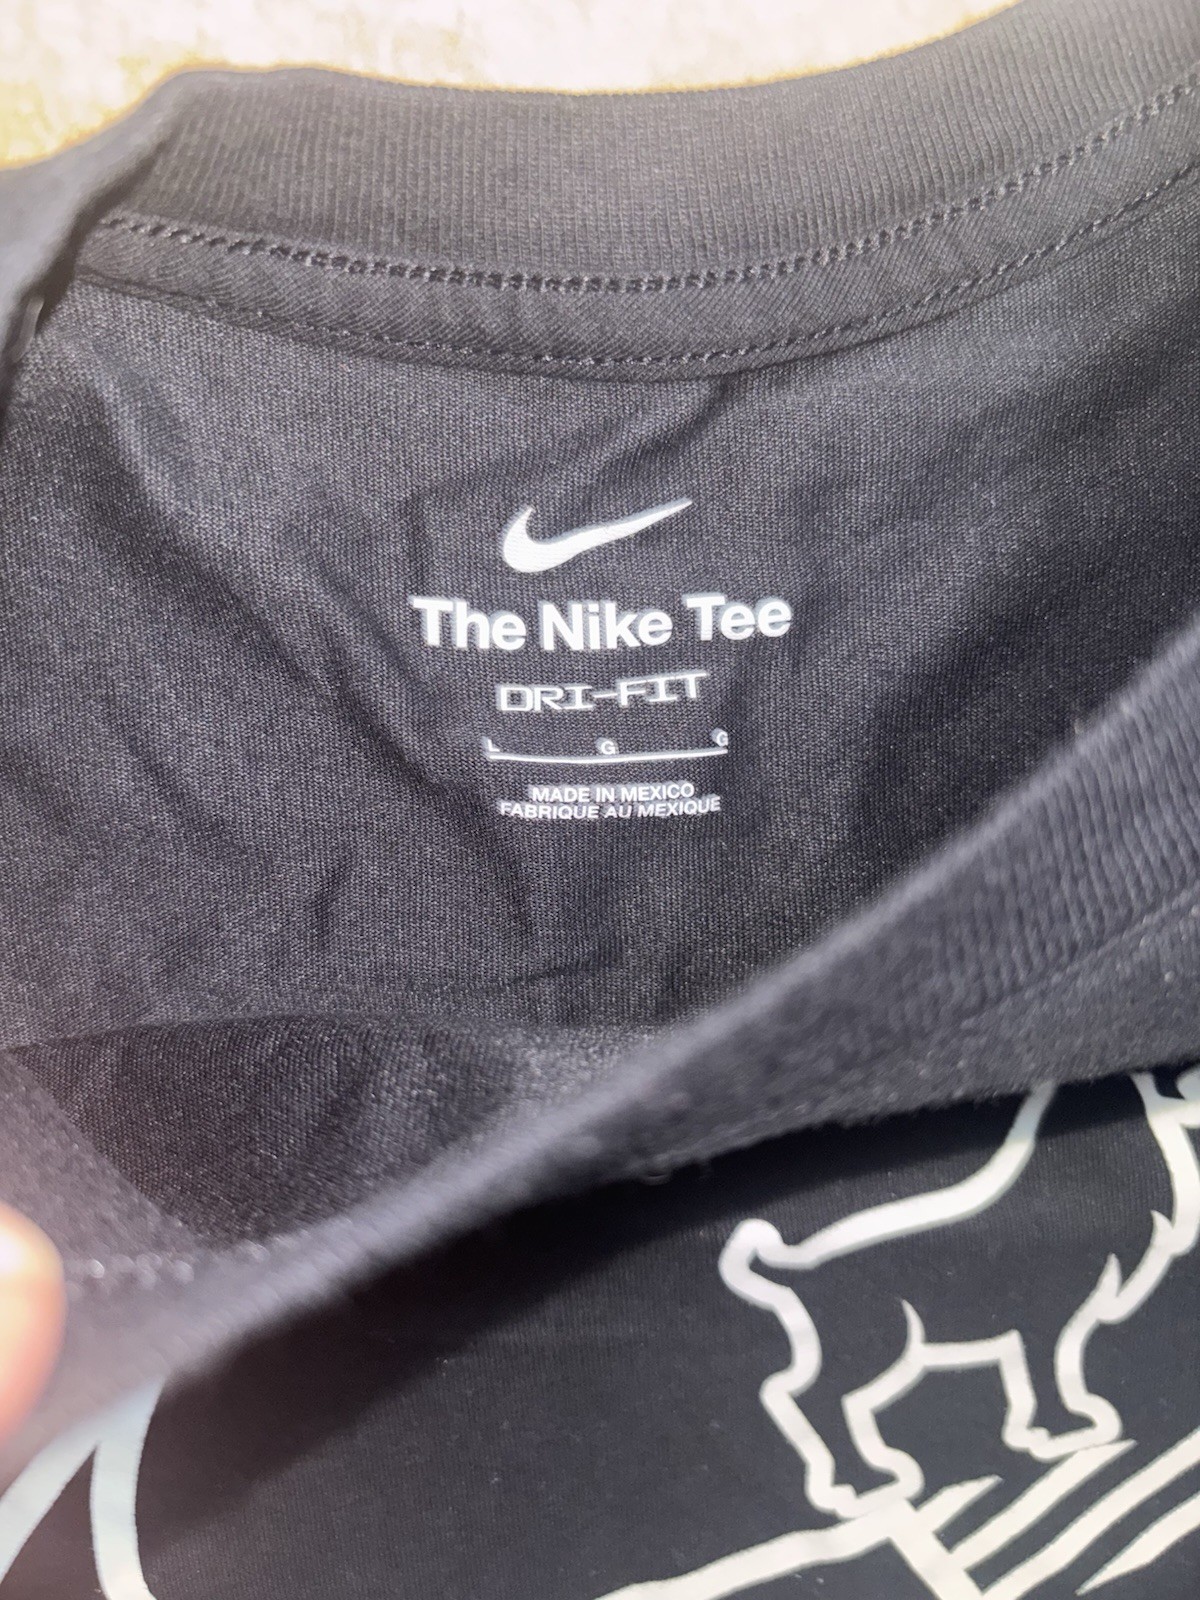 The Nike Tee
DRI-FIT
L G G
MADE IN MEXICO
FABRIQUE AU MEXIQUE